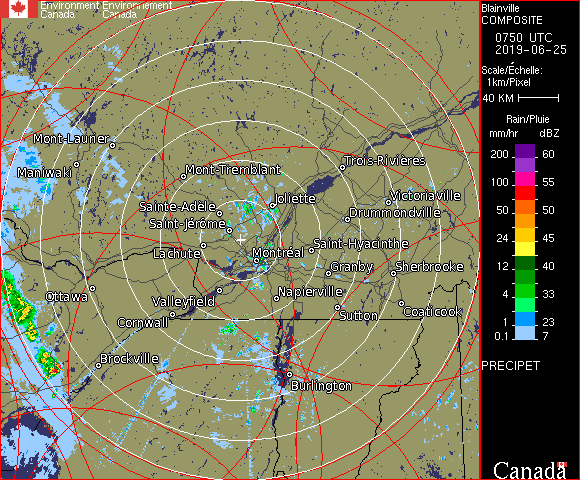 Environment Environnement
Canada Canada
Blainville
COMPOSITE
0750 UTC
2019-06-25
Scale/Échelle:
1km/Pixel
40 KM
Rain/Pluie
mm/hr dBZ
200 60
100 55
50 50
24 45
12 40
4 33
1 23
0.1 7
PRECIPET
Mont-Laurier
Maniwaki
Mont-Tremblant
Trois-Rivières
Joliette
Victoriaville
Sainte-Adèle
Drummondville
Saint-Jérôme
Lachute
Montréal
Saint-Hyacinthe
Granby
Sherbrooke
Ottawa
Valleyfield
Napierville
Cornwall
Sutton
Coaticook
Brockville
Burlington
Canada